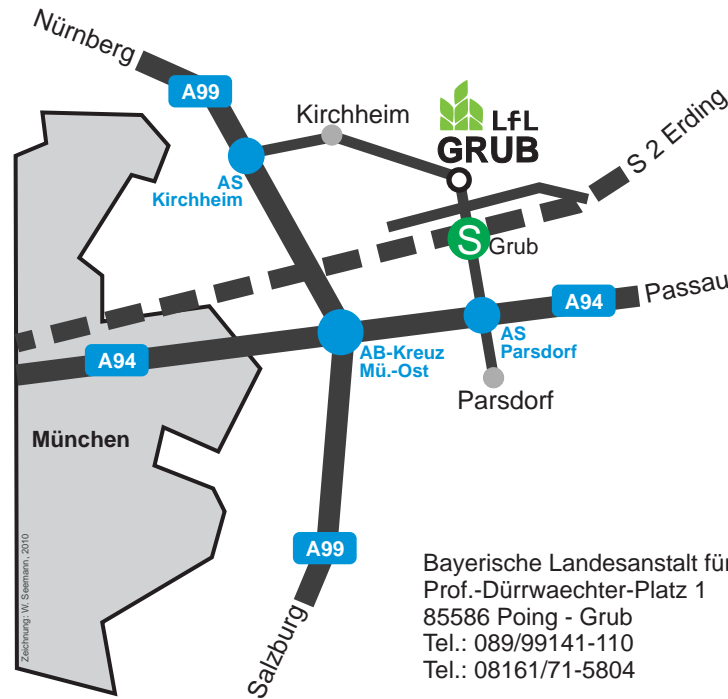 Nürnberg
A99
Kirchheim
LfL
GRUB
S 2 Erding
AS
Kirchheim
S
Grub
Passau
A94
AS
Parsdorf
AB-Kreuz
Mü.-Ost
A94
Parsdorf
München
A99
Salzburg
Zeichnung: W. Seemann, 2010
Bayerische Landesanstalt für
Prof.-Dürrwaechter-Platz 1
85586 Poing - Grub
Tel.: 089/99141-110
Tel.: 08161/71-5804